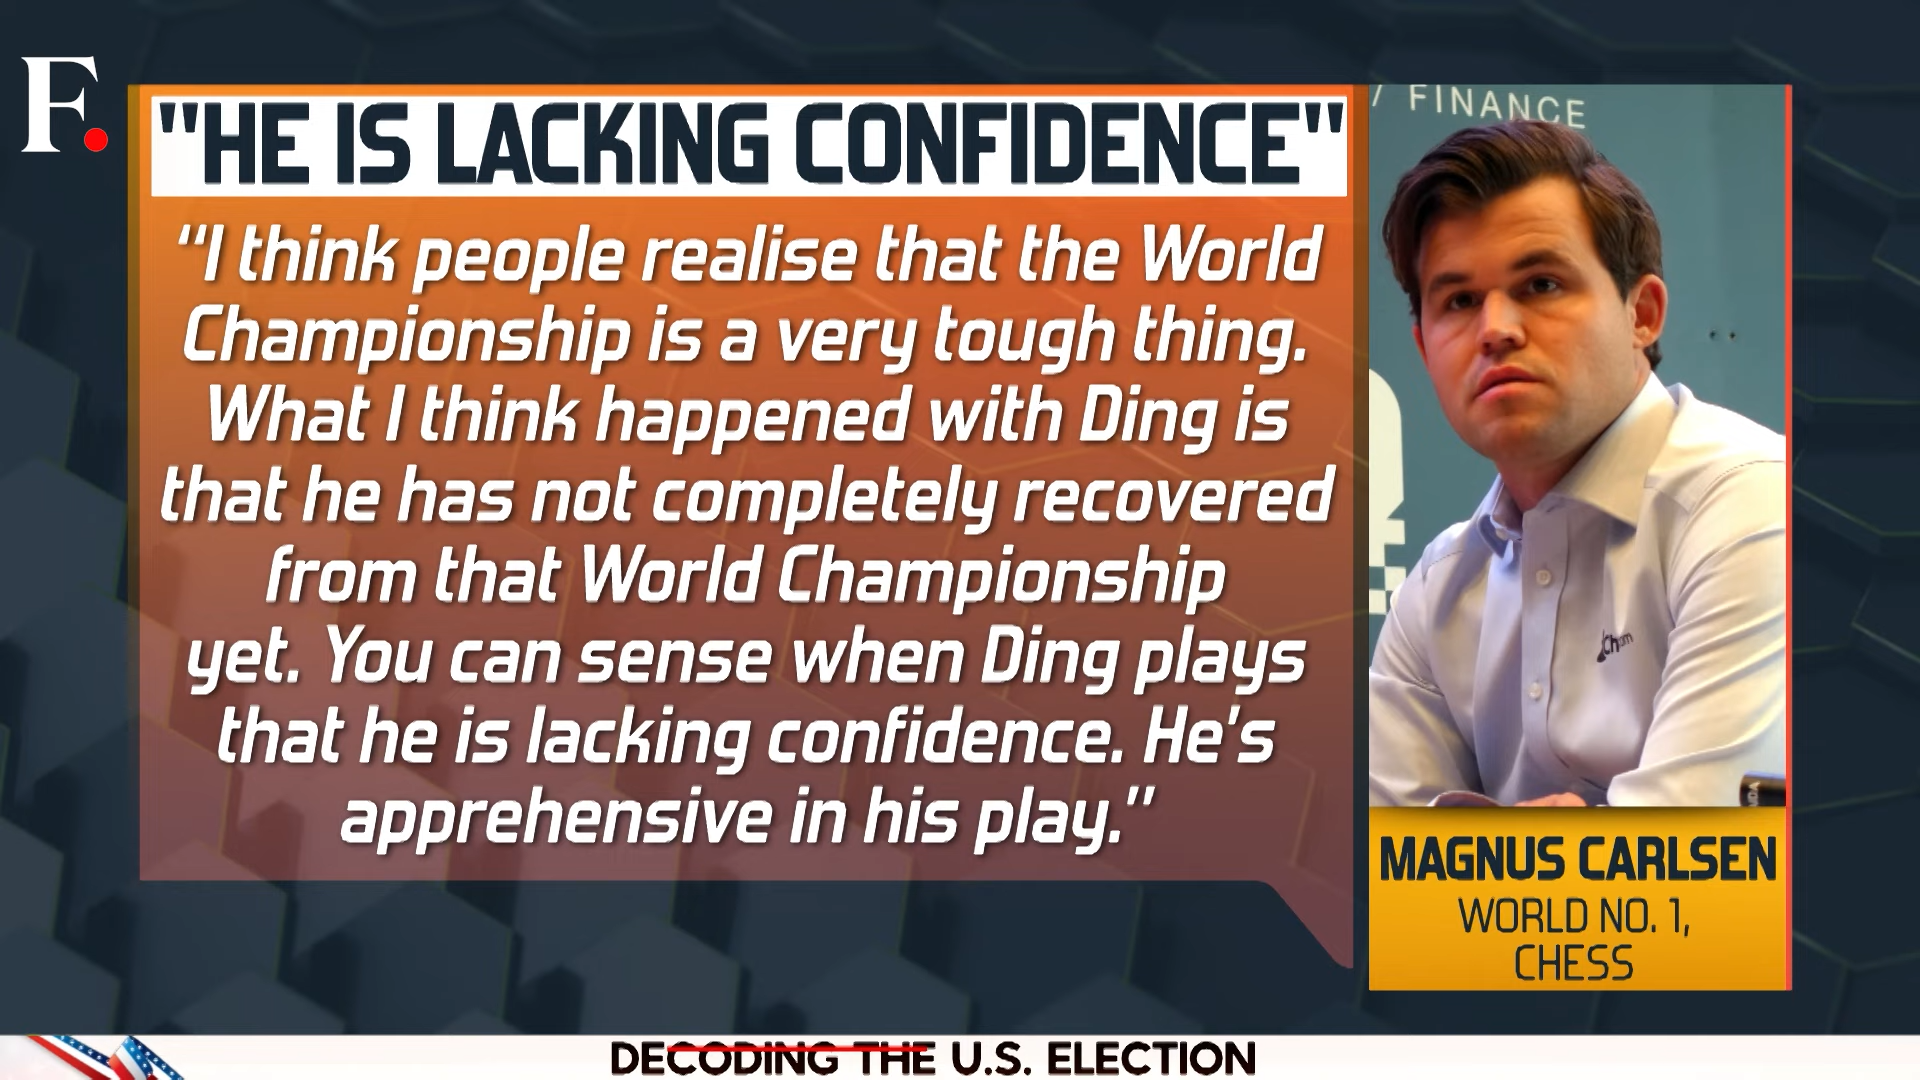 F.
"HE IS LACKING CONFIDENCE"
“I think people realise that the World
Championship is a very tough thing.
What I think happened with Ding is
that he has not completely recovered
from that World Championship
yet. You can sense when Ding plays
that he is lacking confidence. He’s
apprehensive in his play.”
/ FINANCE
MAGNUS CARLSEN
WORLD NO. 1,
CHESS
DECODING THE U.S. ELECTION